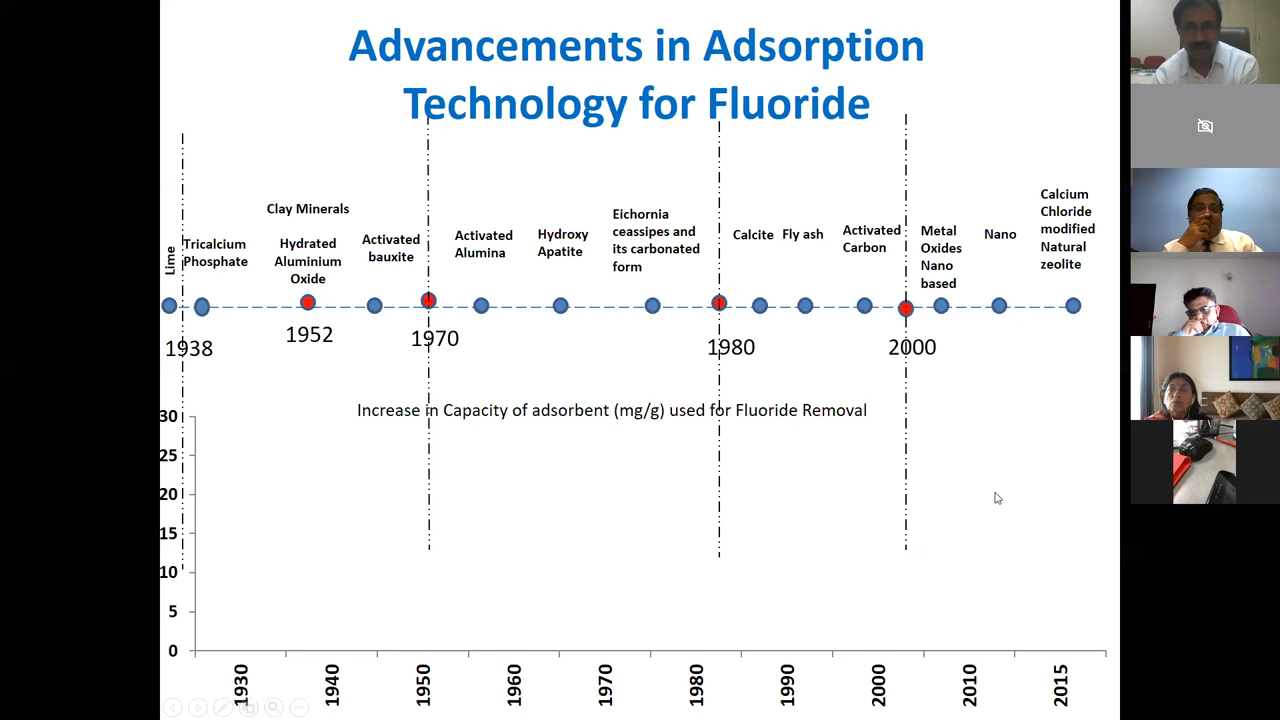 Advancements in Adsorption
Technology for Fluoride
Lime
Tricalcium
Phosphate
Clay Minerals
Hydrated
Aluminium
Oxide
Activated
bauxite
Activated
Alumina
Hydroxy
Apatite
Eichornia
ceassipes and
its carbonated
form
Calcite
Fly ash
Activated
Carbon
Metal
Oxides
Nano
based
Nano
Calcium
Chloride
modified
Natural
zeolite
1938
1952
1970
1980
2000
Increase in Capacity of adsorbent (mg/g) used for Fluoride Removal
30
25
20
15
10
5
0
1930
1940
1950
1960
1970
1980
1990
2000
2010
2015